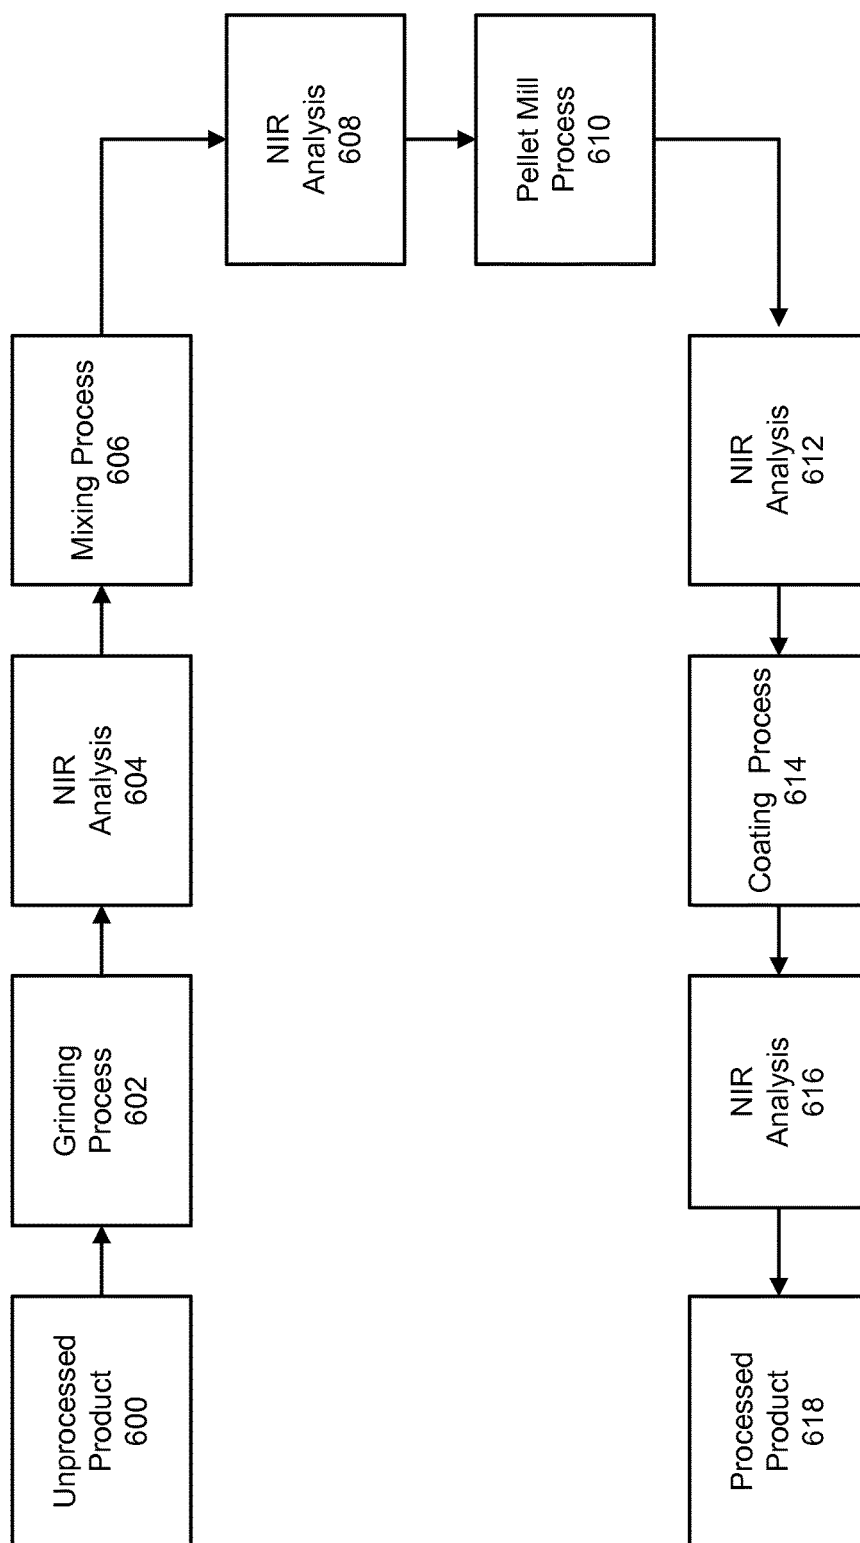 Unprocessed
Product
600
Grinding
Process
602
NIR
Analysis
604
Mixing Process
606
NIR
Analysis
608
Pellet Mill
Process
610
NIR
Analysis
612
Coating Process
614
NIR
Analysis
616
Processed
Product
618